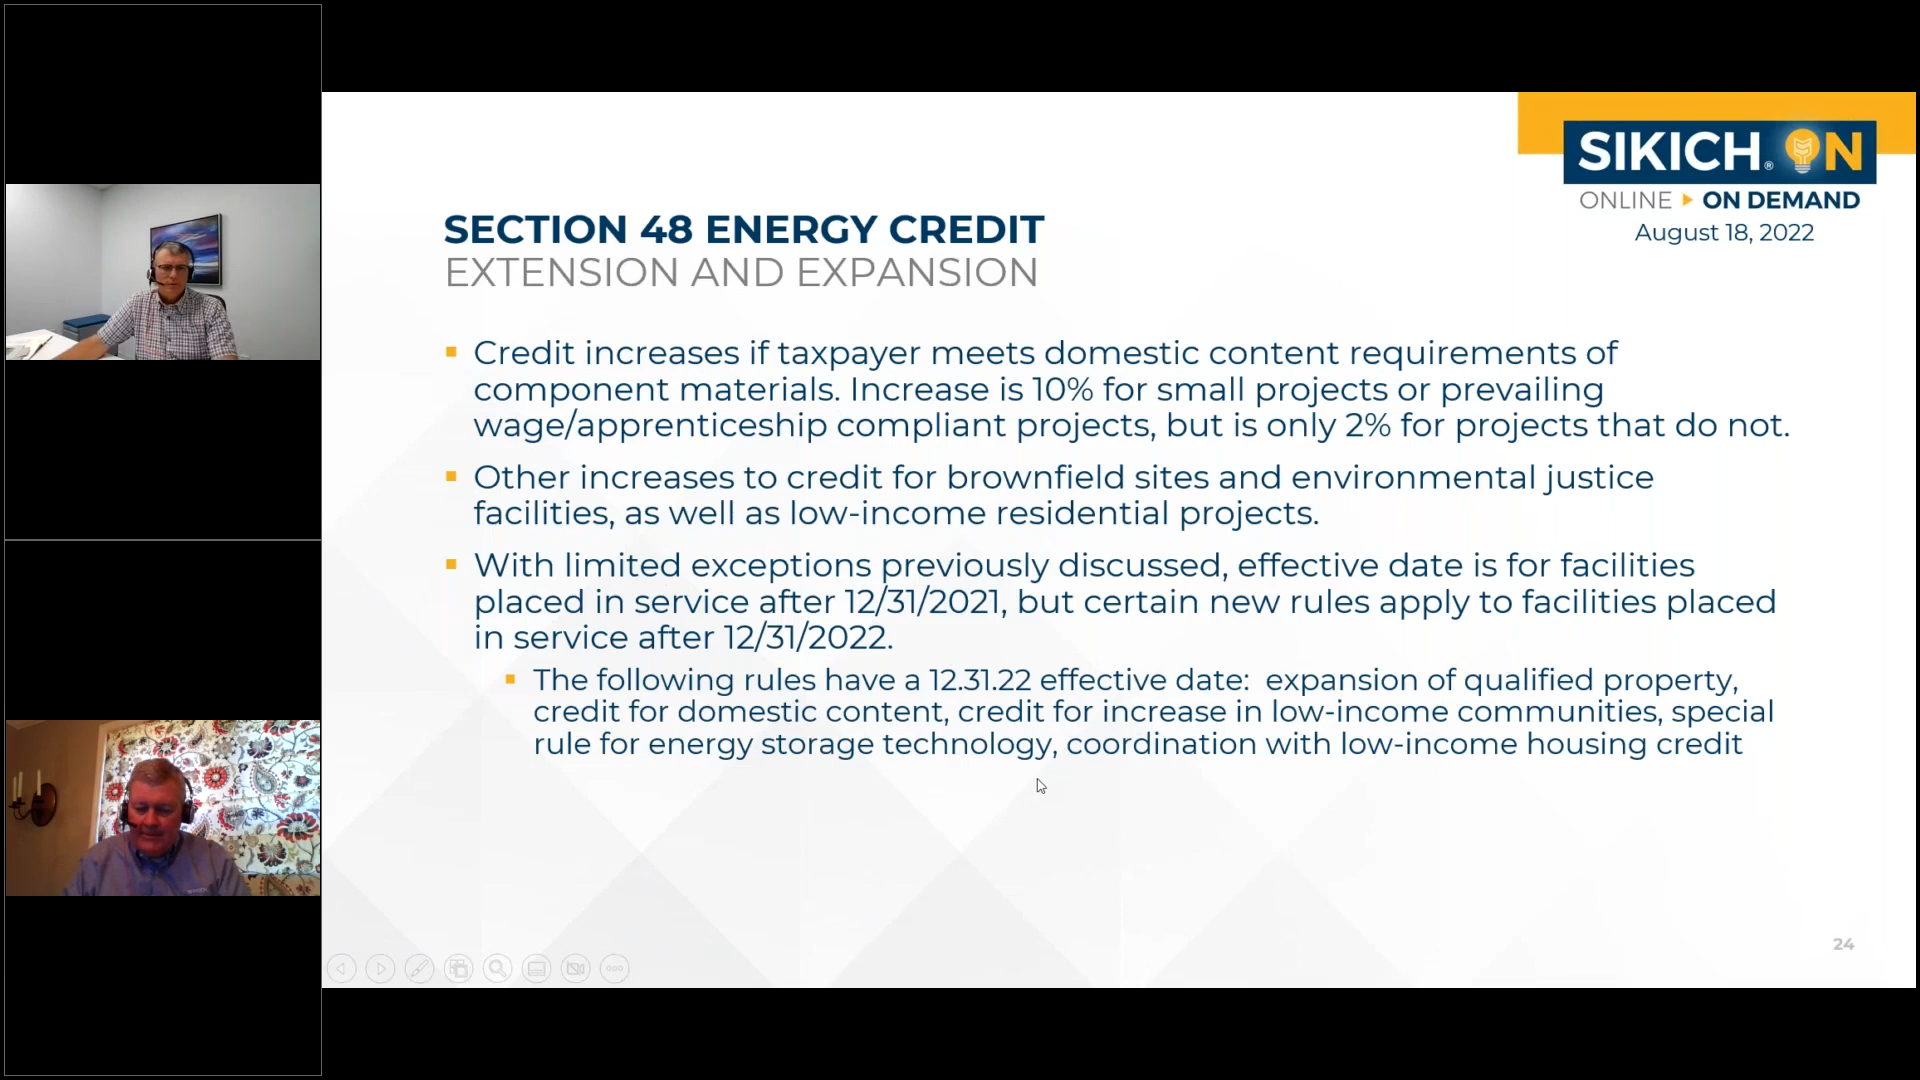 SIKICH® ON
ONLINE ▸ ON DEMAND
August 18, 2022
SECTION 48 ENERGY CREDIT
EXTENSION AND EXPANSION
▪ Credit increases if taxpayer meets domestic content requirements of
component materials. Increase is 10% for small projects or prevailing
wage/apprenticeship compliant projects, but is only 2% for projects that do not.
▪ Other increases to credit for brownfield sites and environmental justice
facilities, as well as low-income residential projects.
▪ With limited exceptions previously discussed, effective date is for facilities
placed in service after 12/31/2021, but certain new rules apply to facilities placed
in service after 12/31/2022.
▪ The following rules have a 12.31.22 effective date:  expansion of qualified property,
credit for domestic content, credit for increase in low-income communities, special
rule for energy storage technology, coordination with low-income housing credit
24